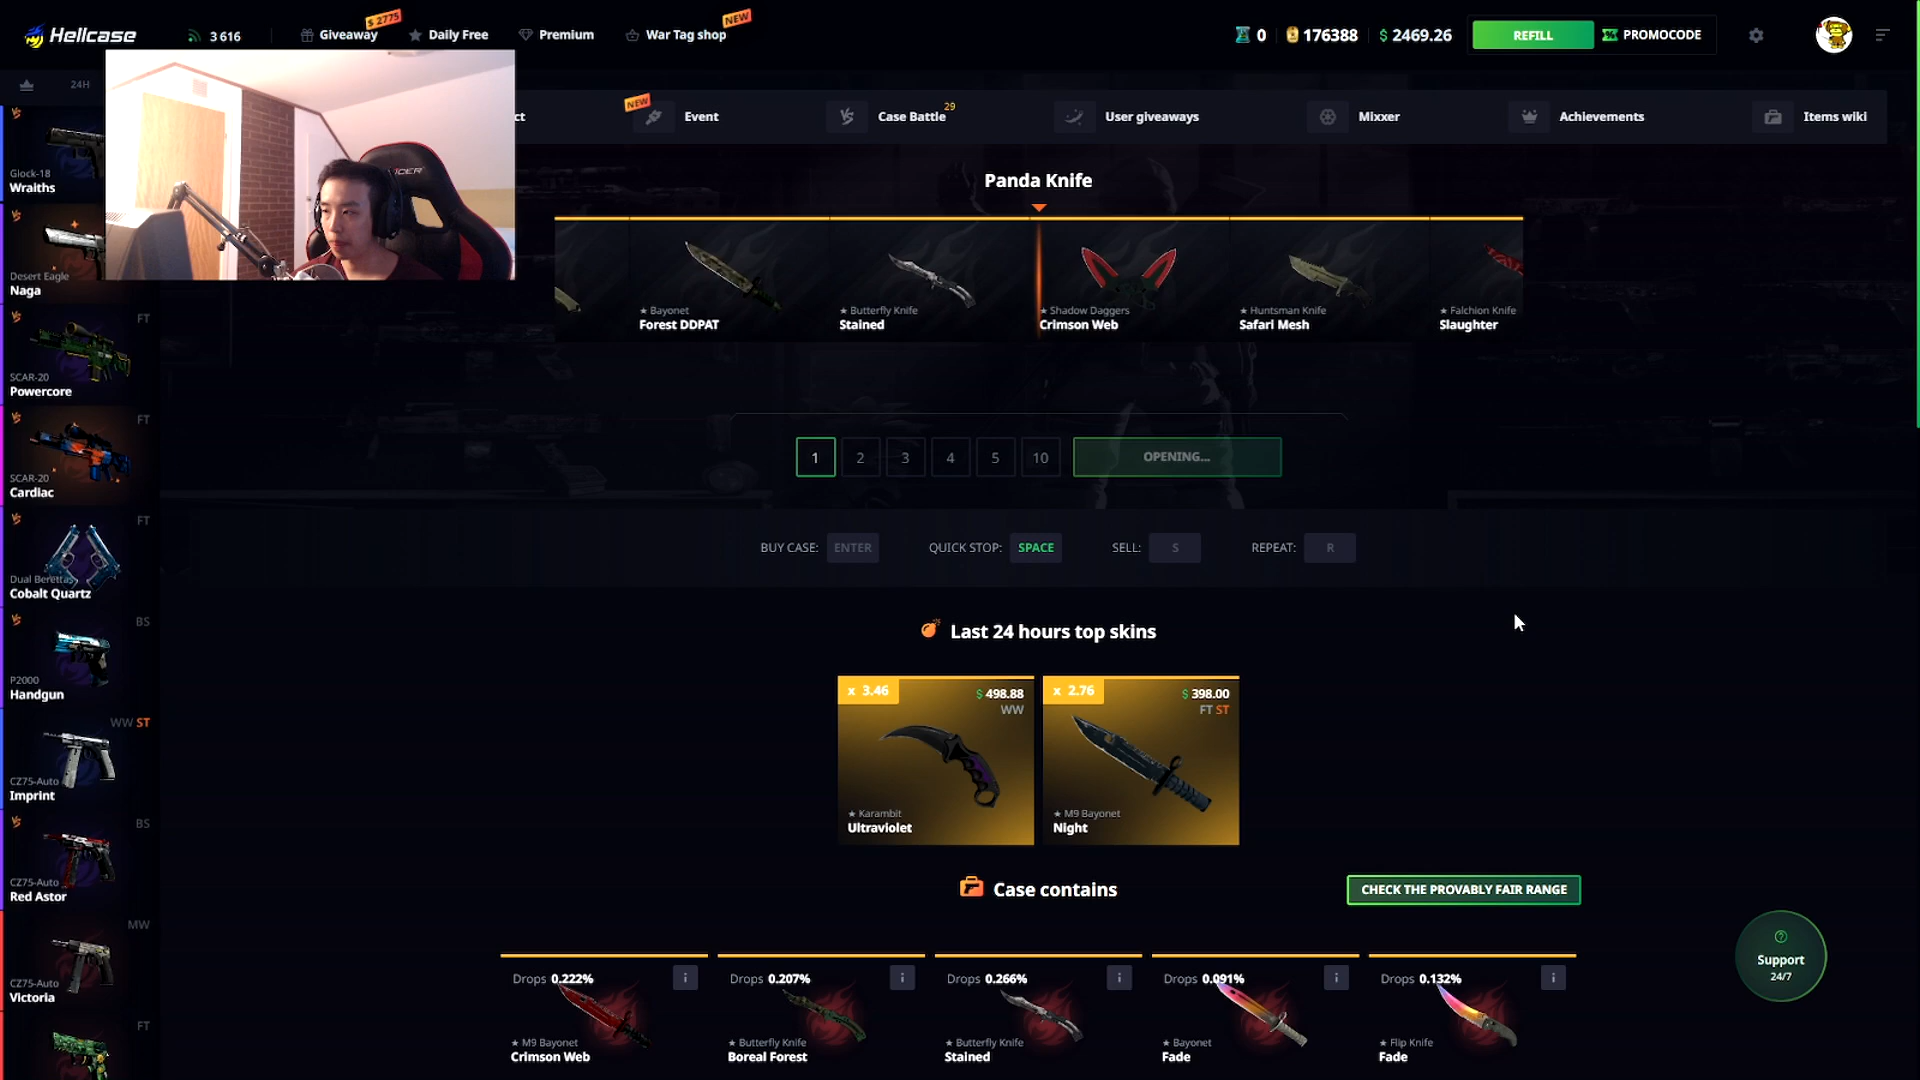 Hellcase
3 616
Giveaway
$ 2775
Daily Free
Premium
War Tag shop
NEW
0
176388
$ 2469.26
REFILL
PROMOCODE
24H
ct
NEW
Event
Case Battle
29
User giveaways
Mixxer
Achievements
Items wiki
Panda Knife
★ Bayonet
Forest DDPAT
★ Butterfly Knife
Stained
★ Shadow Daggers
Crimson Web
★ Huntsman Knife
Safari Mesh
★ Falchion Knife
Slaughter
1
2
3
4
5
10
OPENING...
BUY CASE:
ENTER
QUICK STOP:
SPACE
SELL:
S
REPEAT:
R
Last 24 hours top skins
x 3.46
$ 498.88
WW
★ Karambit
Ultraviolet
x 2.76
$ 398.00
FT ST
★ M9 Bayonet
Night
Case contains
CHECK THE PROVABLY FAIR RANGE
Drops 0.222%
i
★ M9 Bayonet
Crimson Web
Drops 0.207%
i
★ Butterfly Knife
Boreal Forest
Drops 0.266%
i
★ Butterfly Knife
Stained
Drops 0.091%
i
★ Bayonet
Fade
Drops 0.132%
i
★ Flip Knife
Fade
Support
24/7
Glock-18
Wraiths
Desert Eagle
Naga
FT
SCAR-20
Powercore
FT
SCAR-20
Cardiac
FT
Dual Berettas
Cobalt Quartz
BS
P2000
Handgun
WW ST
CZ75-Auto
Imprint
BS
CZ75-Auto
Red Astor
MW
CZ75-Auto
Victoria
FT